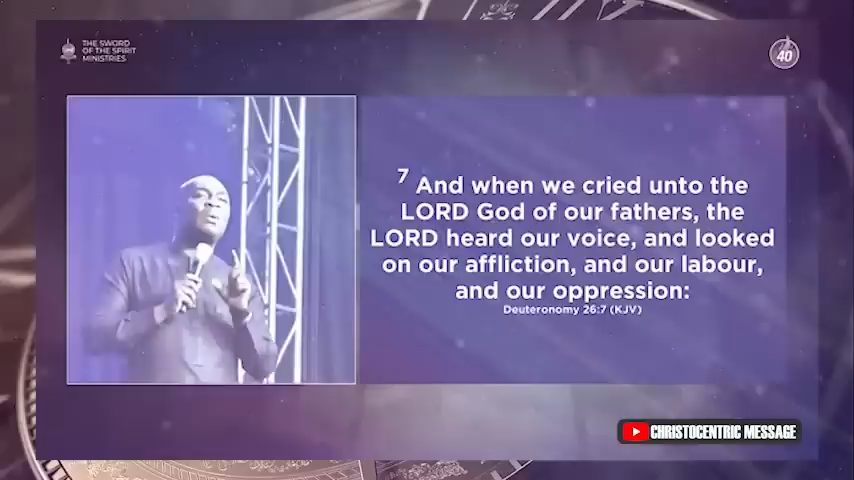 THE SWORD
OF THE SPIRIT
MINISTRIES
40
7 And when we cried unto the
LORD God of our fathers, the
LORD heard our voice, and looked
on our affliction, and our labour,
and our oppression:
Deuteronomy 26:7 (KJV)
CHRISTOCENTRIC MESSAGE